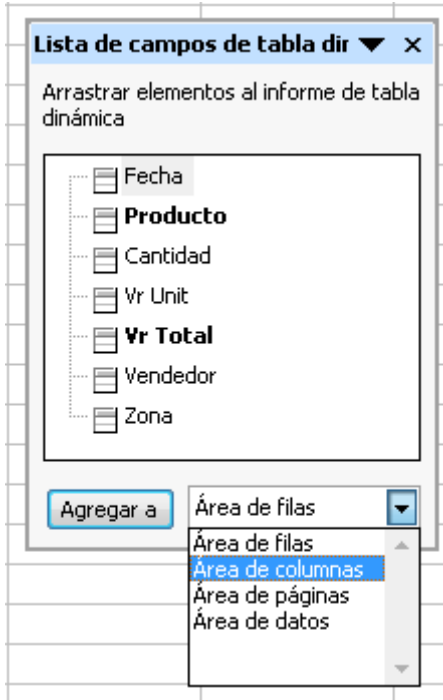 Lista de campos de tabla dir
Arrastrar elementos al informe de tabla
dinámica
Fecha
Producto
Cantidad
Vr Unit
Vr Total
Vendedor
Zona
Agregar a
Área de filas
Área de filas
Área de columnas
Área de páginas
Área de datos